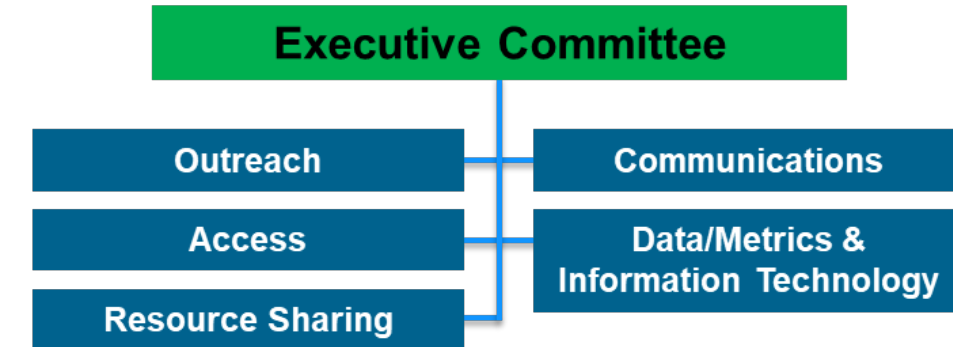 Executive Committee
Outreach
Communications
Access
Data/Metrics &
Information Technology
Resource Sharing